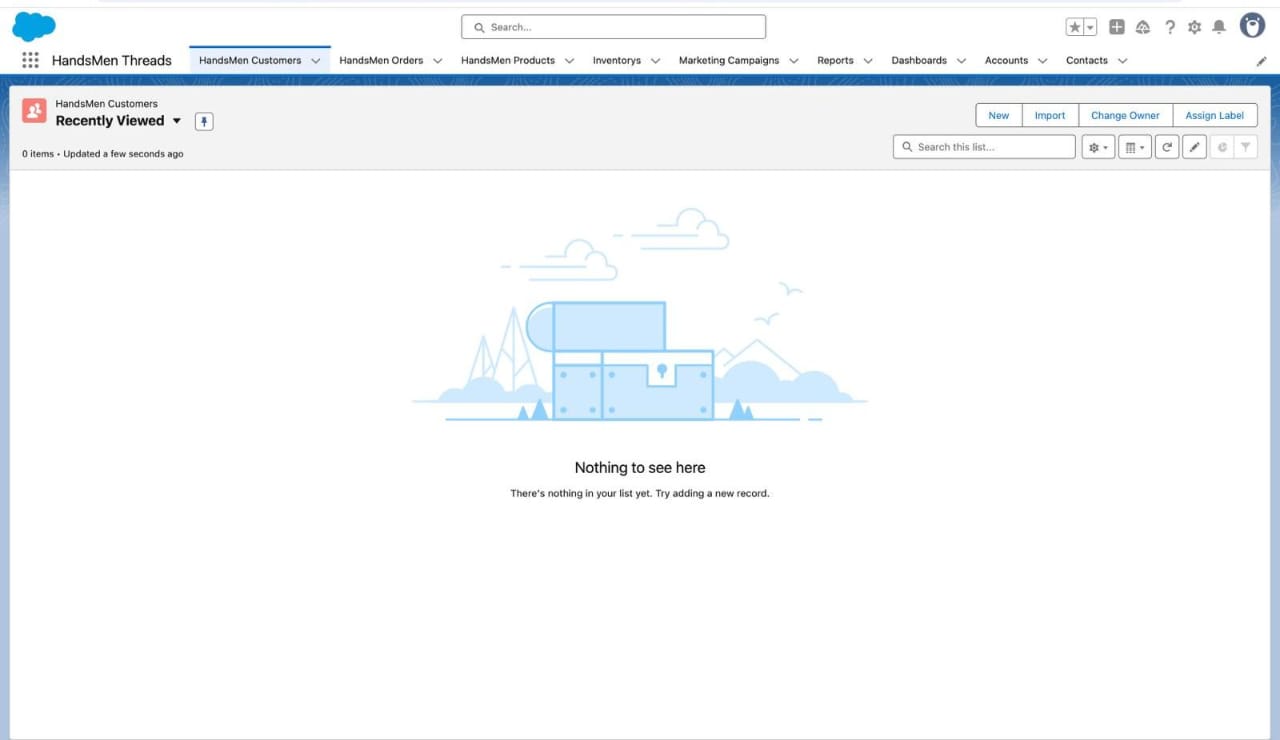 Search...
HandsMen Threads
HandsMen Customers
HandsMen Orders
HandsMen Products
Inventorys
Marketing Campaigns
Reports
Dashboards
Accounts
Contacts
HandsMen Customers
Recently Viewed
New
Import
Change Owner
Assign Label
0 items • Updated a few seconds ago
Search this list...
Nothing to see here
There's nothing in your list yet. Try adding a new record.